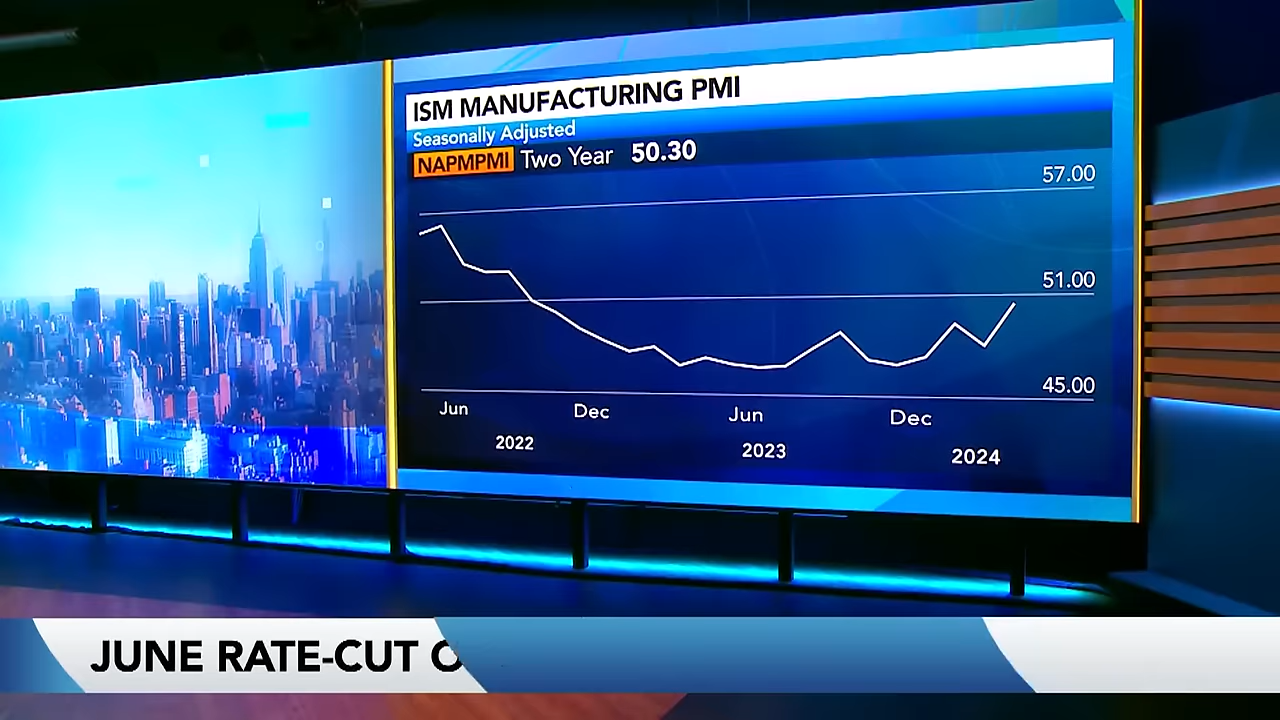 ISM MANUFACTURING PMI
Seasonally Adjusted
NAPMPMI Two Year 50.30
57.00
51.00
45.00
Jun Dec Jun Dec
2022 2023 2024
JUNE RATE-CUT